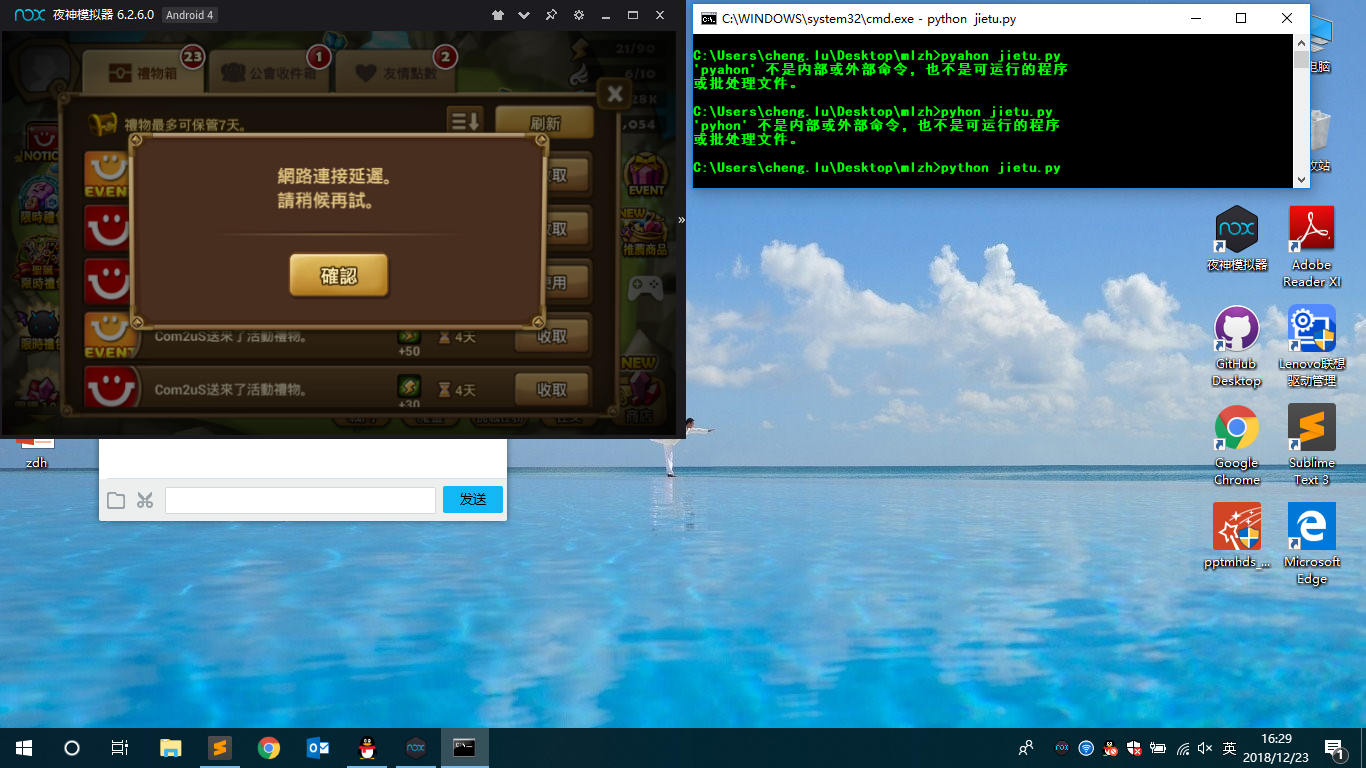 nox 夜神模拟器 6.2.6.0 Android 4
23
1
2
禮物箱
公會收件箱
友情點數
21/90
6/10
禮物最多可保管7天。
刷新
,054
NOTIC
網路連接延遲。
請稍候再試。
確認
EVENT
收取
限時禮
收取
聖誕
限時禮
使用
EVENT
Com2uS送來了活動禮物。
+50
4天
收取
限時禮
Com2uS送來了活動禮物。
+30
4天
收取
EVENT
NEW
推薦商品
NEW
商店
»
C:\WINDOWS\system32\cmd.exe - python jietu.py
C:\Users\cheng.lu\Desktop\mlzh>pyahon jietu.py
'pyahon' 不是内部或外部命令，也不是可运行的程序
或批处理文件。
C:\Users\cheng.lu\Desktop\mlzh>pyhon jietu.py
'pyhon' 不是内部或外部命令，也不是可运行的程序
或批处理文件。
C:\Users\cheng.lu\Desktop\mlzh>python jietu.py
电脑
收站
nox
夜神模拟器
Adobe
Reader XI
GitHub
Desktop
Lenovo联想
驱动管理
Google
Chrome
Sublime
Text 3
pptmhds_...
Microsoft
Edge
zdh
发送
英
16:29
2018/12/23
1